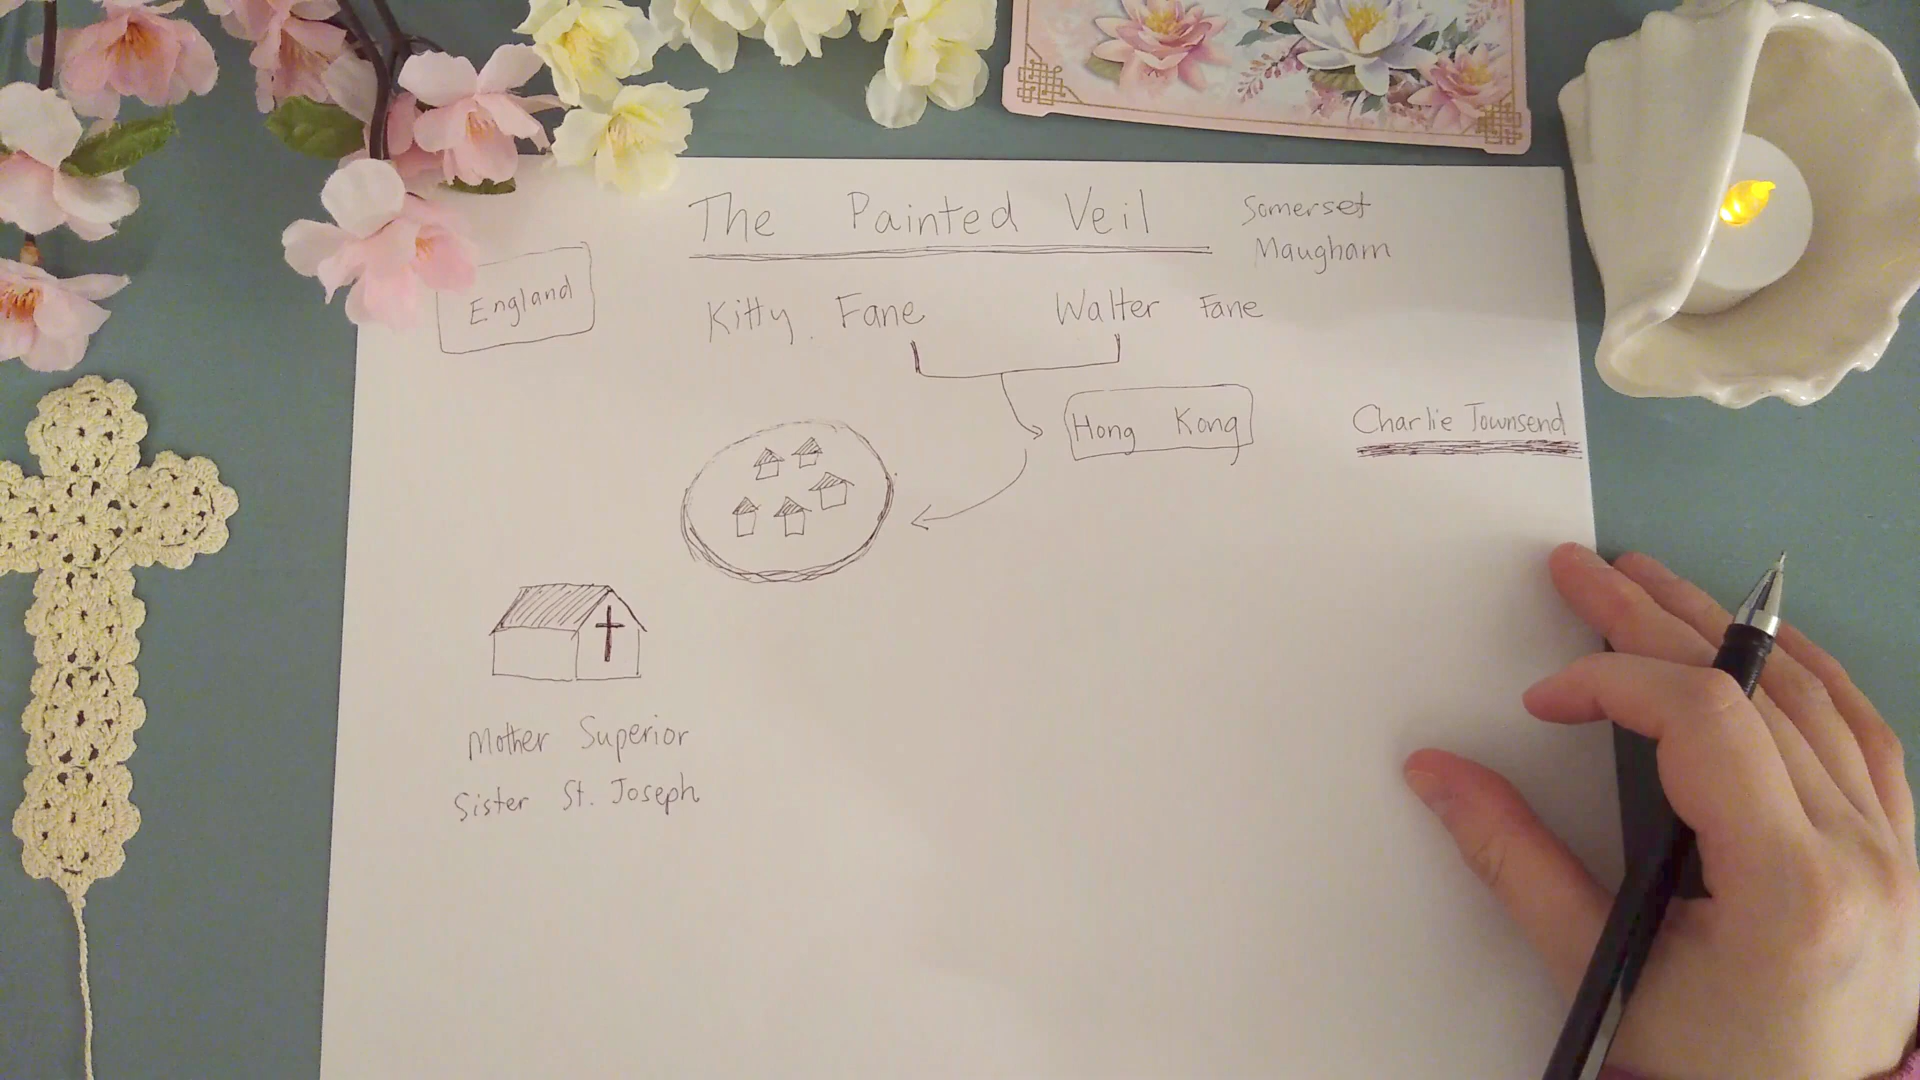 The Painted Veil
Somerset
Maugham
England
Kitty Fane
Walter Fane
Hong Kong
Charlie Townsend
Mother Superior
Sister St. Joseph